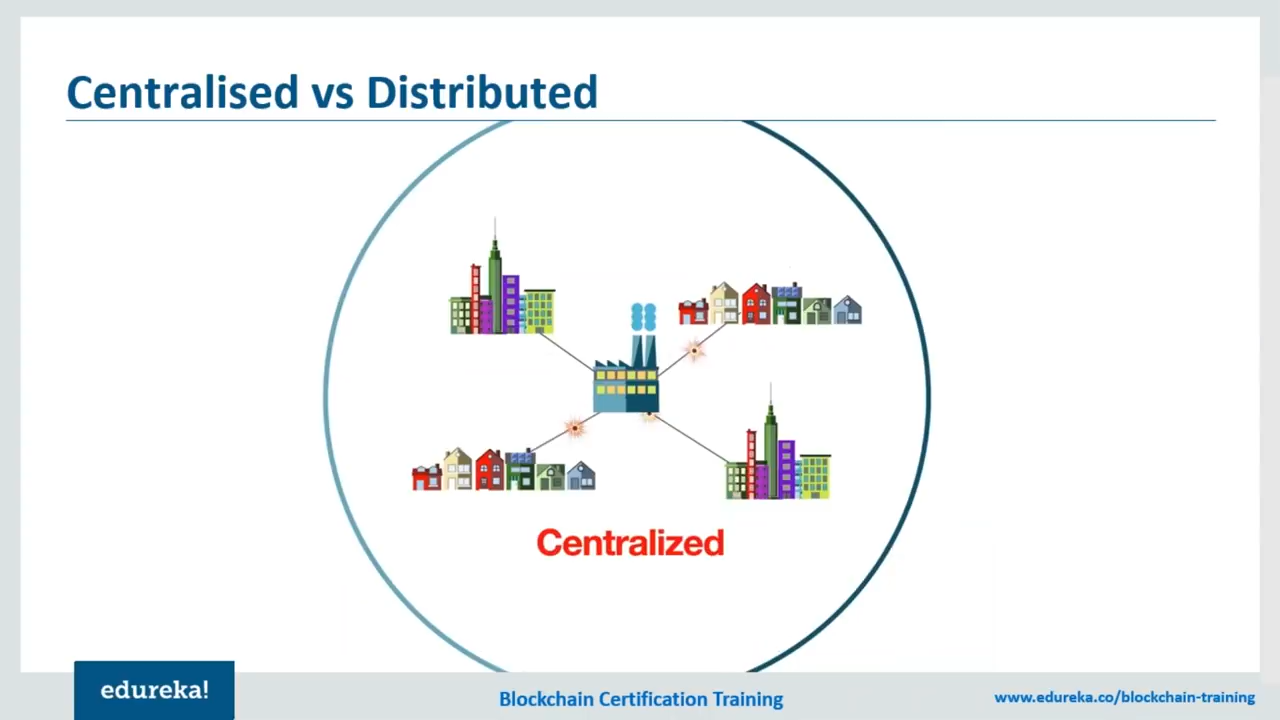 Centralised vs Distributed
Centralized
edureka!
Blockchain Certification Training
www.edureka.co/blockchain-training